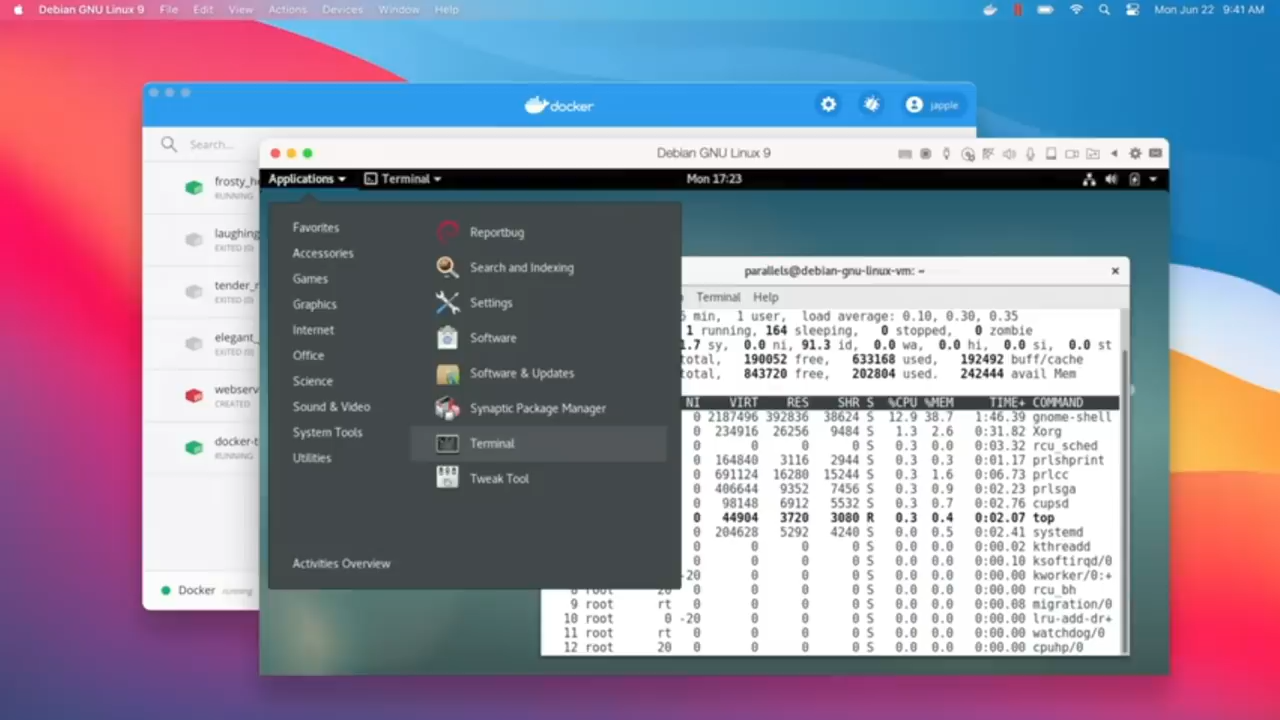 Debian GNU Linux 9 File Edit View Actions Devices Window Help Mon Jun 22 9:41 AM
docker
japple
Search...
frosty_h
RUNNING
laughing
EXITED (0)
tender_
EXITED (0)
elegant_
EXITED (0)
webserv
CREATED
docker-t
RUNNING
Docker running
Debian GNU Linux 9
Applications Terminal Mon 17:23
Favorites
Accessories
Games
Graphics
Internet
Office
Science
Sound & Video
System Tools
Utilities
Activities Overview
Reportbug
Search and Indexing
Settings
Software
Software & Updates
Synaptic Package Manager
Terminal
Tweak Tool
parallels@debian-gnu-linux-vm: ~
Terminal Help
min, 1 user, load average: 0.10, 0.30, 0.35
1 running, 164 sleeping, 0 stopped, 0 zombie
1.7 sy, 0.0 ni, 91.3 id, 0.0 wa, 0.0 hi, 0.0 si, 0.0 st
total, 190052 free, 633168 used, 192492 buff/cache
total, 843720 free, 202804 used. 242444 avail Mem
NI VIRT RES SHR S %CPU %MEM TIME+ COMMAND
0 2187496 392836 38624 S 12.9 38.7 1:46.39 gnome-shell
0 234916 26256 9484 S 1.3 2.6 0:31.82 Xorg
0 0 0 0 S 0.3 0.0 0:03.32 rcu_sched
0 164840 3116 2944 S 0.3 0.3 0:01.17 prlshprint
0 691124 16280 15244 S 0.3 1.6 0:06.73 prlcc
0 406644 9352 7456 S 0.3 0.9 0:02.23 prlsga
0 98148 6912 5532 S 0.3 0.7 0:02.76 cupsd
0 44904 3720 3080 R 0.3 0.4 0:02.07 top
0 204628 5292 4240 S 0.0 0.5 0:02.41 systemd
0 0 0 0 S 0.0 0.0 0:00.02 kthreadd
0 0 0 0 S 0.0 0.0 0:00.10 ksoftirqd/0
-20 0 0 0 S 0.0 0.0 0:00.00 kworker/0:+
8 root 20 0 0 0 0 S 0.0 0.0 0:00.00 rcu_bh
9 root rt 0 0 0 0 S 0.0 0.0 0:00.08 migration/0
10 root 0 -20 0 0 0 S 0.0 0.0 0:00.00 lru-add-dr+
11 root rt 0 0 0 0 S 0.0 0.0 0:00.00 watchdog/0
12 root 20 0 0 0 0 S 0.0 0.0 0:00.00 cpuhp/0